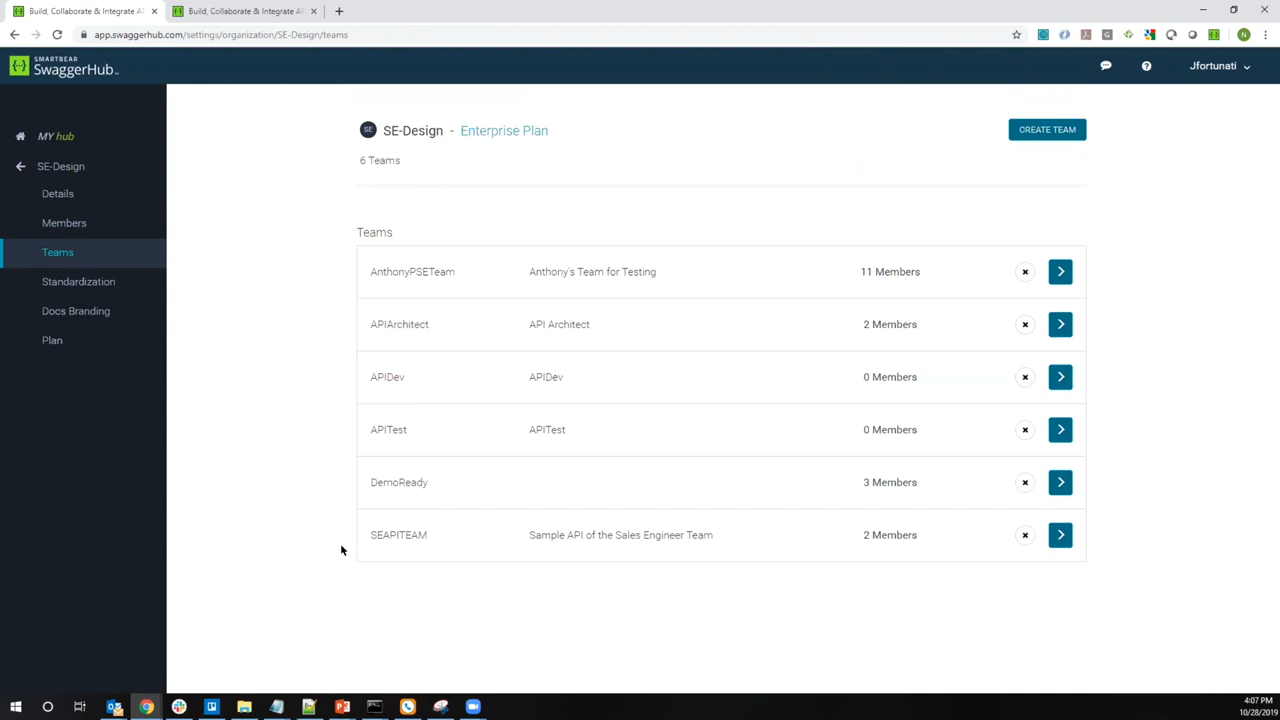 Build, Collaborate & Integrate AF
Build, Collaborate & Integrate AF
app.swaggerhub.com/settings/organization/SE-Design/teams
N
SMARTBEAR
SwaggerHub
Jfortunati
MY hub
SE-Design
Details
Members
Teams
Standardization
Docs Branding
Plan
SE SE-Design - Enterprise Plan
CREATE TEAM
6 Teams
Teams
AnthonyPSETeam Anthony's Team for Testing 11 Members
APIArchitect API Architect 2 Members
APIDev APIDev 0 Members
APITest APITest 0 Members
DemoReady 3 Members
SEAPITEAM Sample API of the Sales Engineer Team 2 Members
4:07 PM
10/28/2019